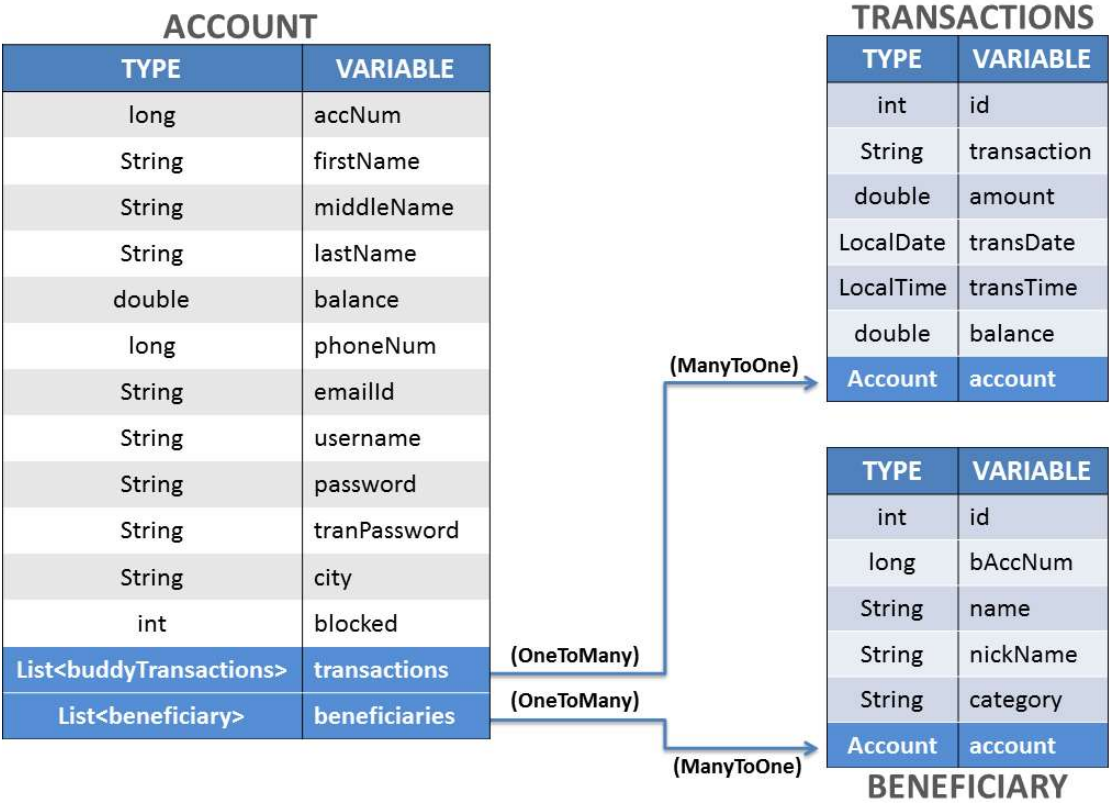 ACCOUNT
TYPE VARIABLE
long accNum
String firstName
String middleName
String lastName
double balance
long phoneNum
String emailId
String username
String password
String tranPassword
String city
int blocked
List<buddyTransactions> transactions
List<beneficiary> beneficiaries
(OneToMany)
(OneToMany)
(ManyToOne)
(ManyToOne)
TRANSACTIONS
TYPE VARIABLE
int id
String transaction
double amount
LocalDate transDate
LocalTime transTime
double balance
Account account
TYPE VARIABLE
int id
long bAccNum
String name
String nickName
String category
Account account
BENEFICIARY